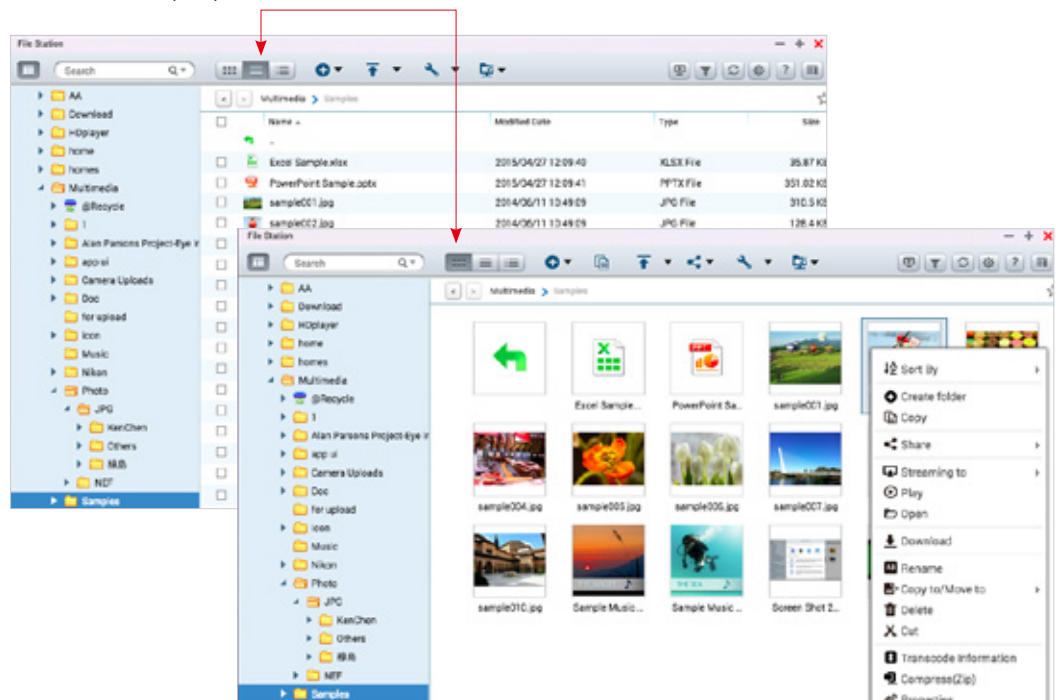 File Station
Search
AA
Download
HDplayer
home
homes
Multimedia
@Recycle
1
Alan Parsons Project-Eye in
app ui
Camera Uploads
Doc
for upload
icon
Music
Nikon
Photo
JPG
KenChen
Others
NEF
Samples
Multimedia > Samples
Name Modified Date Type Size
..
Excel Sample.xlsx 2015/04/27 12:09:40 XLSX File 35.87 KB
PowerPoint Sample.pptx 2015/04/27 12:09:41 PPTX File 351.02 KB
sample001.jpg 2014/06/11 10:49:09 JPG File 310.5 KB
sample002.jpg 2014/06/11 10:49:09 JPG File 128.4 KB
File Station
Search
AA
Download
HDplayer
home
homes
Multimedia
@Recycle
1
Alan Parsons Project-Eye in
app ui
Camera Uploads
Doc
for upload
icon
Music
Nikon
Photo
JPG
KenChen
Others
NEF
Samples
Multimedia > Samples
Excel Sample... PowerPoint Sa... sample001.jpg
sample004.jpg sample005.jpg sample006.jpg sample007.jpg
sample010.jpg Sample Music ... Sample Music ... Screen Shot 2...
Sort By
Create folder
Copy
Share
Streaming to
Play
Open
Download
Rename
Copy to/Move to
Delete
Cut
Transcode Information
Compress(Zip)
Properties